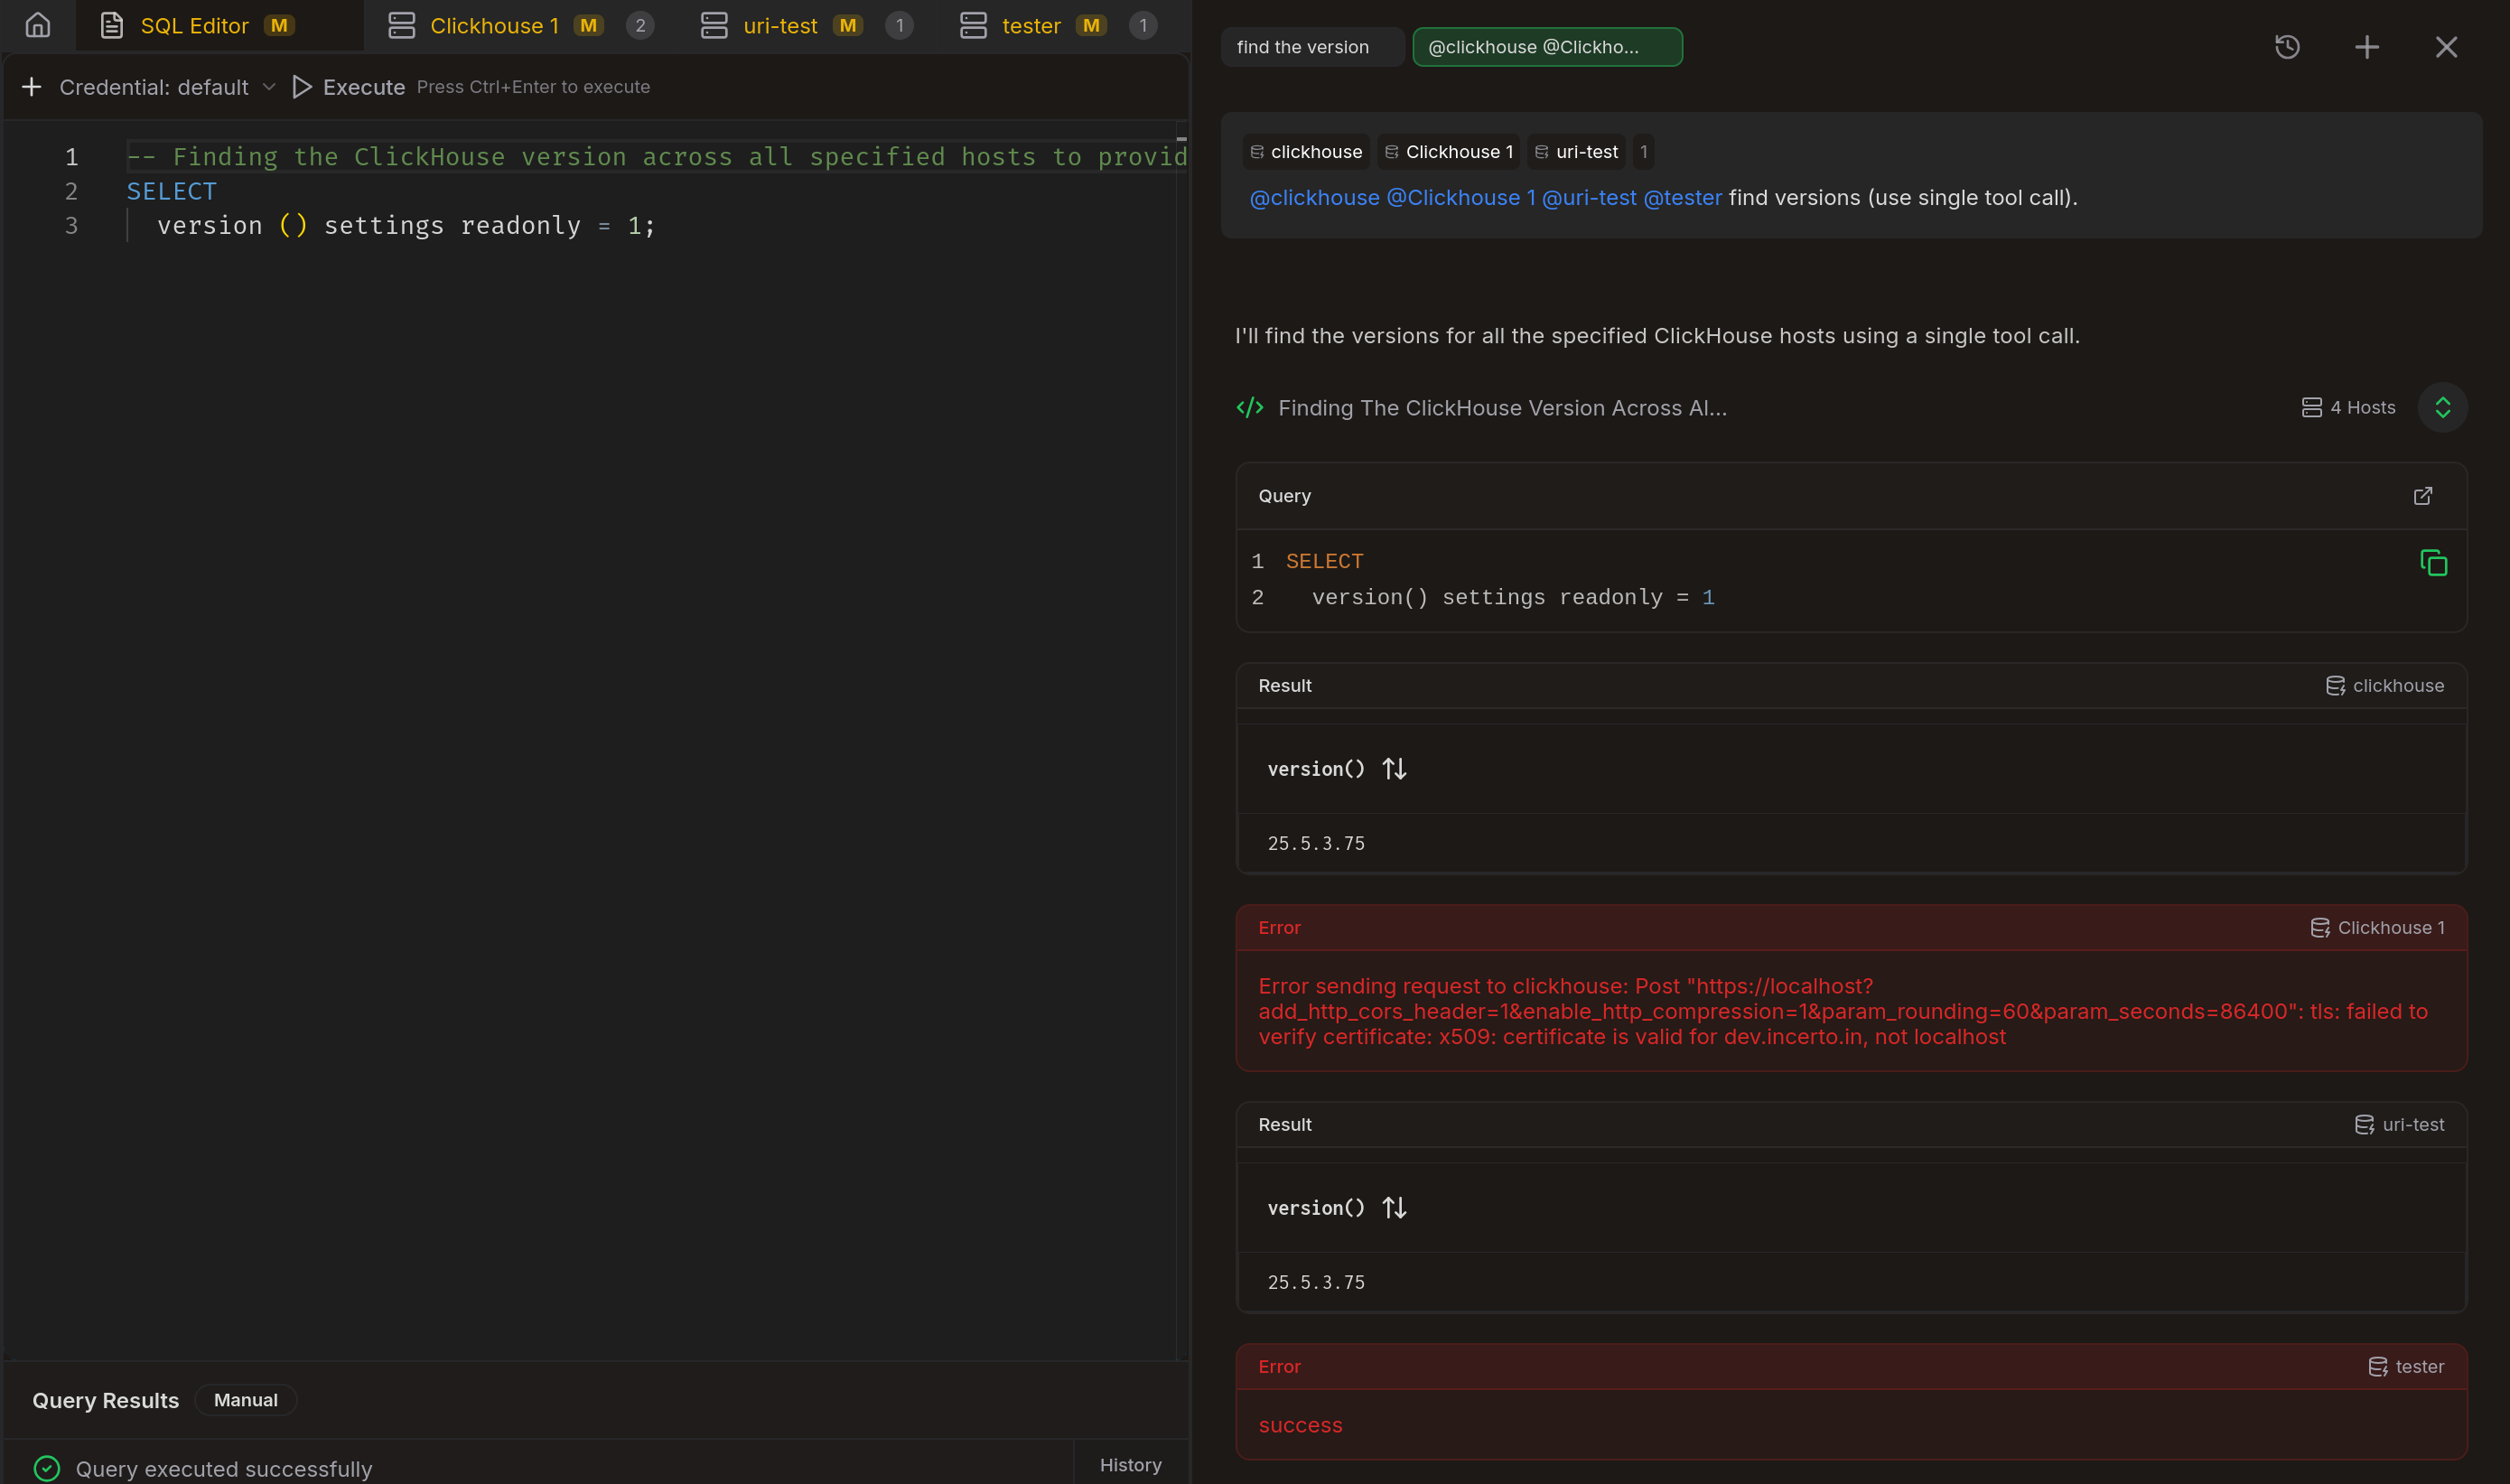 SQL Editor M
Clickhouse 1 M 2
uri-test M 1
tester M 1
Credential: default
Execute Press Ctrl+Enter to execute
1 -- Finding the ClickHouse version across all specified hosts to provid
2 SELECT
3 version () settings readonly = 1;
Query Results Manual
Query executed successfully
History
find the version
@clickhouse @Clickho...
clickhouse Clickhouse 1 uri-test 1
@clickhouse @Clickhouse 1 @uri-test @tester find versions (use single tool call).
I'll find the versions for all the specified ClickHouse hosts using a single tool call.
Finding The ClickHouse Version Across Al...
4 Hosts
Query
1 SELECT
2 version() settings readonly = 1
Result clickhouse
version()
25.5.3.75
Error Clickhouse 1
Error sending request to clickhouse: Post "https://localhost?
add_http_cors_header=1&enable_http_compression=1&param_rounding=60&param_seconds=86400": tls: failed to
verify certificate: x509: certificate is valid for dev.incerto.in, not localhost
Result uri-test
version()
25.5.3.75
Error tester
success